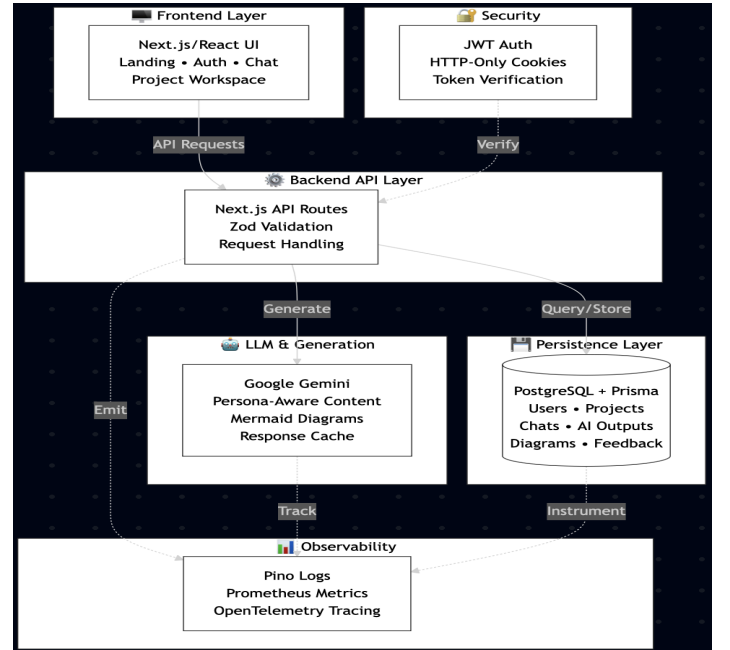 Frontend Layer
Next.js/React UI
Landing • Auth • Chat
Project Workspace
Security
JWT Auth
HTTP-Only Cookies
Token Verification
API Requests
Verify
Backend API Layer
Next.js API Routes
Zod Validation
Request Handling
Generate
Query/Store
LLM & Generation
Google Gemini
Persona-Aware Content
Mermaid Diagrams
Response Cache
Persistence Layer
PostgreSQL + Prisma
Users • Projects
Chats • AI Outputs
Diagrams • Feedback
Emit
Track
Instrument
Observability
Pino Logs
Prometheus Metrics
OpenTelemetry Tracing